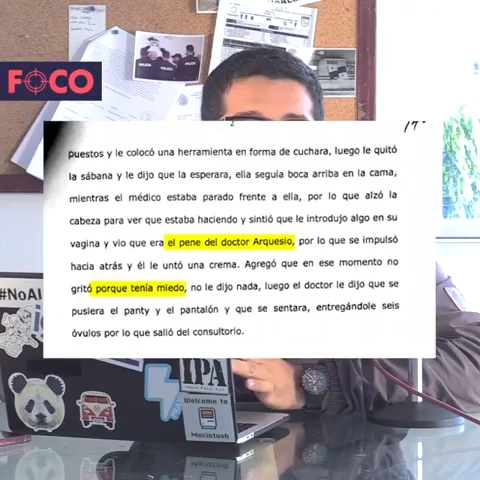 FOCO
puestos y le colocó una herramienta en forma de cuchara, luego le quitó
la sábana y le dijo que la esperara, ella seguía boca arriba en la cama,
mientras el médico estaba parado frente a ella, por lo que alzó la
cabeza para ver que estaba haciendo y sintió que le introdujo algo en su
vagina y vio que era el pene del doctor Arquesio, por lo que se impulsó
hacia atrás y él le untó una crema. Agregó que en ese momento no
gritó porque tenía miedo, no le dijo nada, luego el doctor le dijo que se
pusiera el panty y el pantalón y que se sentara, entregándole seis
óvulos por lo que salió del consultorio.
POLICIA
#NoAl
IPA
Welcome to
Macintosh